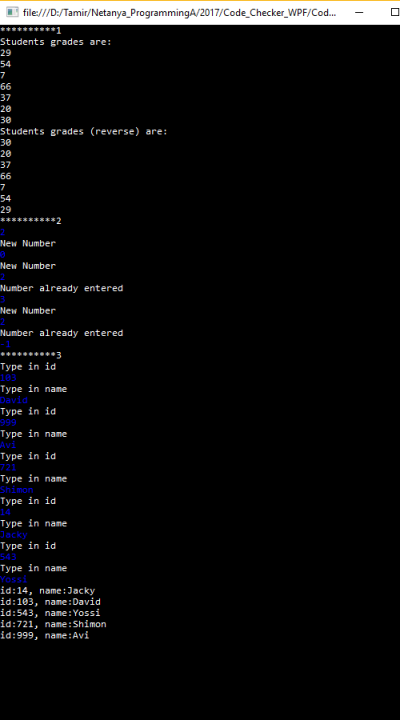 file:///D:/Tamir/Netanya_ProgrammingA/2017/Code_Checker_WPF/Cod...
**********1
Students grades are:
29
54
7
66
37
20
30
Students grades (reverse) are:
30
20
37
66
7
54
29
**********2
2
New Number
0
New Number
2
Number already entered
3
New Number
2
Number already entered
-1
**********3
Type in id
103
Type in name
David
Type in id
999
Type in name
Avi
Type in id
721
Type in name
Shimon
Type in id
14
Type in name
Jacky
Type in id
543
Type in name
Yossi
id:14, name:Jacky
id:103, name:David
id:543, name:Yossi
id:721, name:Shimon
id:999, name:Avi